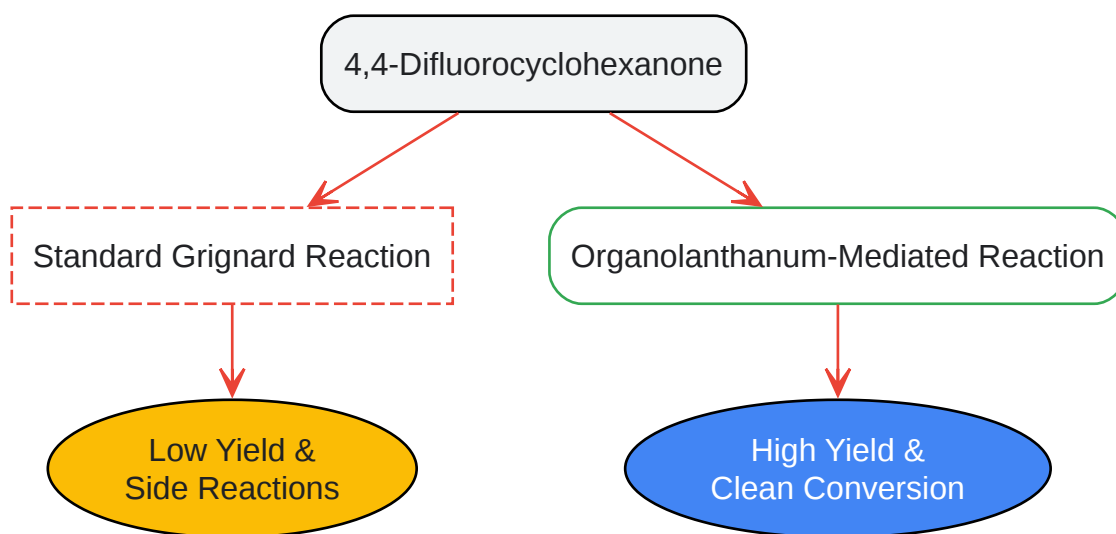 4,4-Difluorocyclohexanone
Standard Grignard Reaction
Organolanthanum-Mediated Reaction
Low Yield &
Side Reactions
High Yield &
Clean Conversion